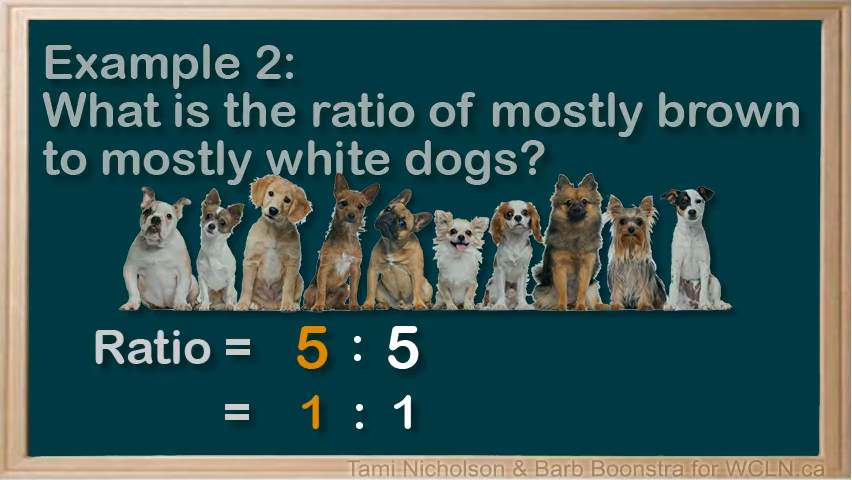 Example 2:
What is the ratio of mostly brown
to mostly white dogs?
Ratio = 5 : 5
= 1 : 1
Tami Nicholson & Barb Boonstra for WCLN.ca